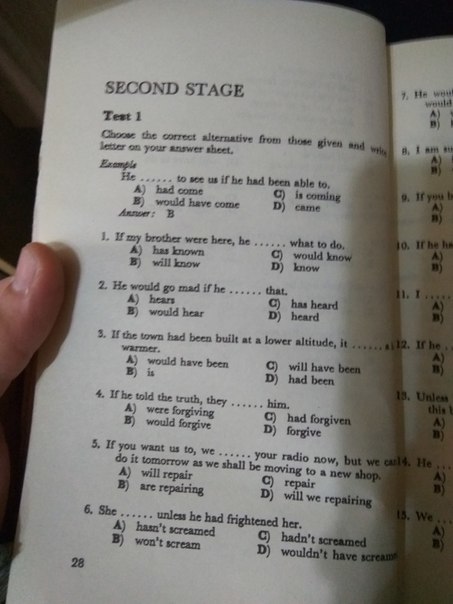 SECOND STAGE
Test 1
Choose the correct alternative from those given and write
letter on your answer sheet.
Example
He ...... to see us if he had been able to.
A) had come C) is coming
B) would have come D) came
Answer: B
1. If my brother were here, he ...... what to do.
A) has known C) would know
B) will know D) know
2. He would go mad if he ...... that.
A) hears C) has heard
B) would hear D) heard
3. If the town had been built at a lower altitude, it ......
warmer.
A) would have been C) will have been
B) is D) had been
4. If he told the truth, they ...... him.
A) were forgiving C) had forgiven
B) would forgive D) forgive
5. If you want us to, we ...... your radio now, but we can
do it tomorrow as we shall be moving to a new shop.
A) will repair C) repair
B) are repairing D) will we repairing
6. She ...... unless he had frightened her.
A) hasn't screamed C) hadn't screamed
B) won't scream D) wouldn't have scream
28
7. He
would
A)
B)
8. I am
A)
B)
9. If you
A)
B)
10. If he
A)
B)
11. I .....
A)
B)
12. If he ..
A)
B)
13. Unless
this
A)
B)
14. He ....
A)
B)
15. We ...
A)
B)